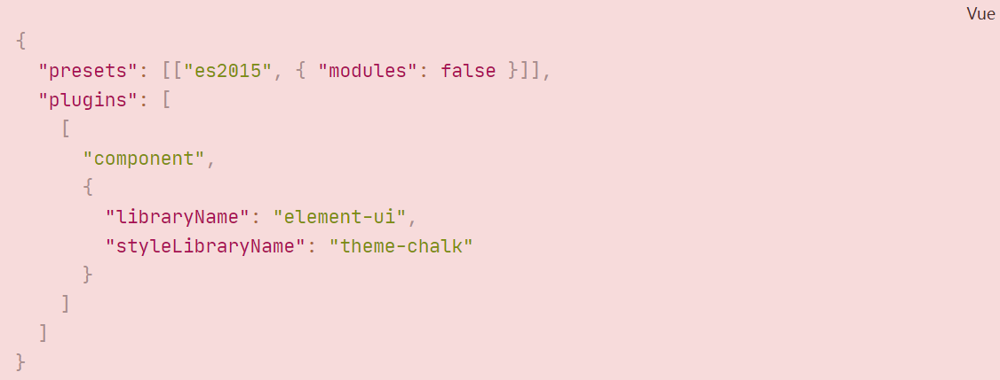 Vue
{
  "presets": [["es2015", { "modules": false }]],
  "plugins": [
    [
      "component",
      {
        "libraryName": "element-ui",
        "styleLibraryName": "theme-chalk"
      }
    ]
  ]
}